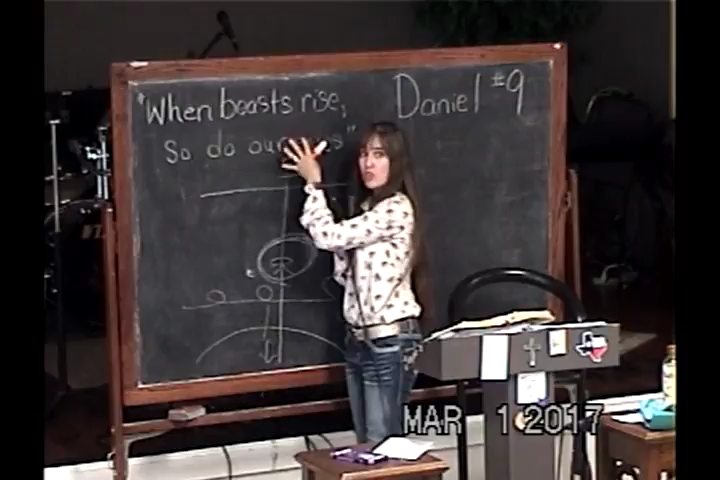 "When beasts rise,
Daniel #9
So do our
MAR 1 2017